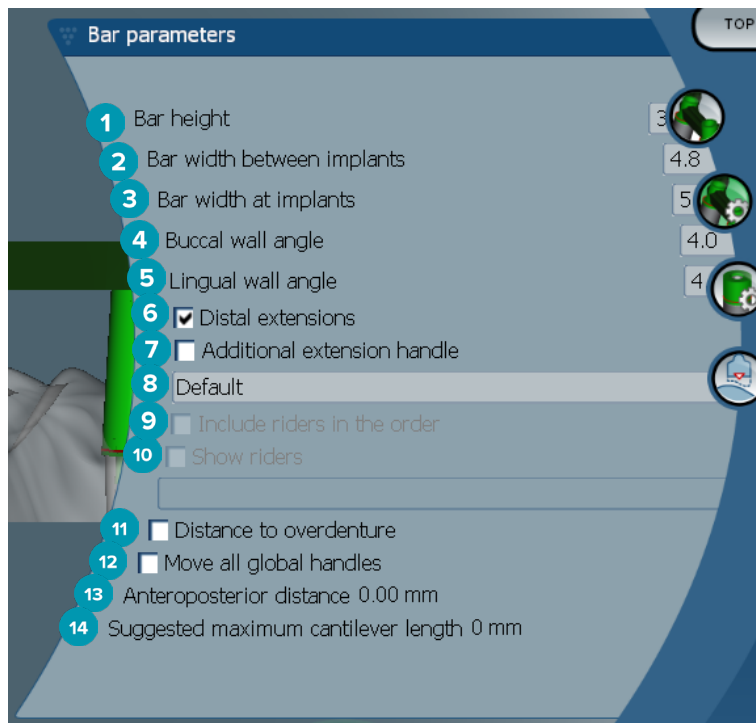 TOP
Bar parameters
1 Bar height 3
2 Bar width between implants 4.8
3 Bar width at implants 5
4 Buccal wall angle 4.0
5 Lingual wall angle 4
6 Distal extensions
7 Additional extension handle
8 Default
9 Include riders in the order
10 Show riders
11 Distance to overdenture
12 Move all global handles
13 Anteroposterior distance 0.00 mm
14 Suggested maximum cantilever length 0 mm